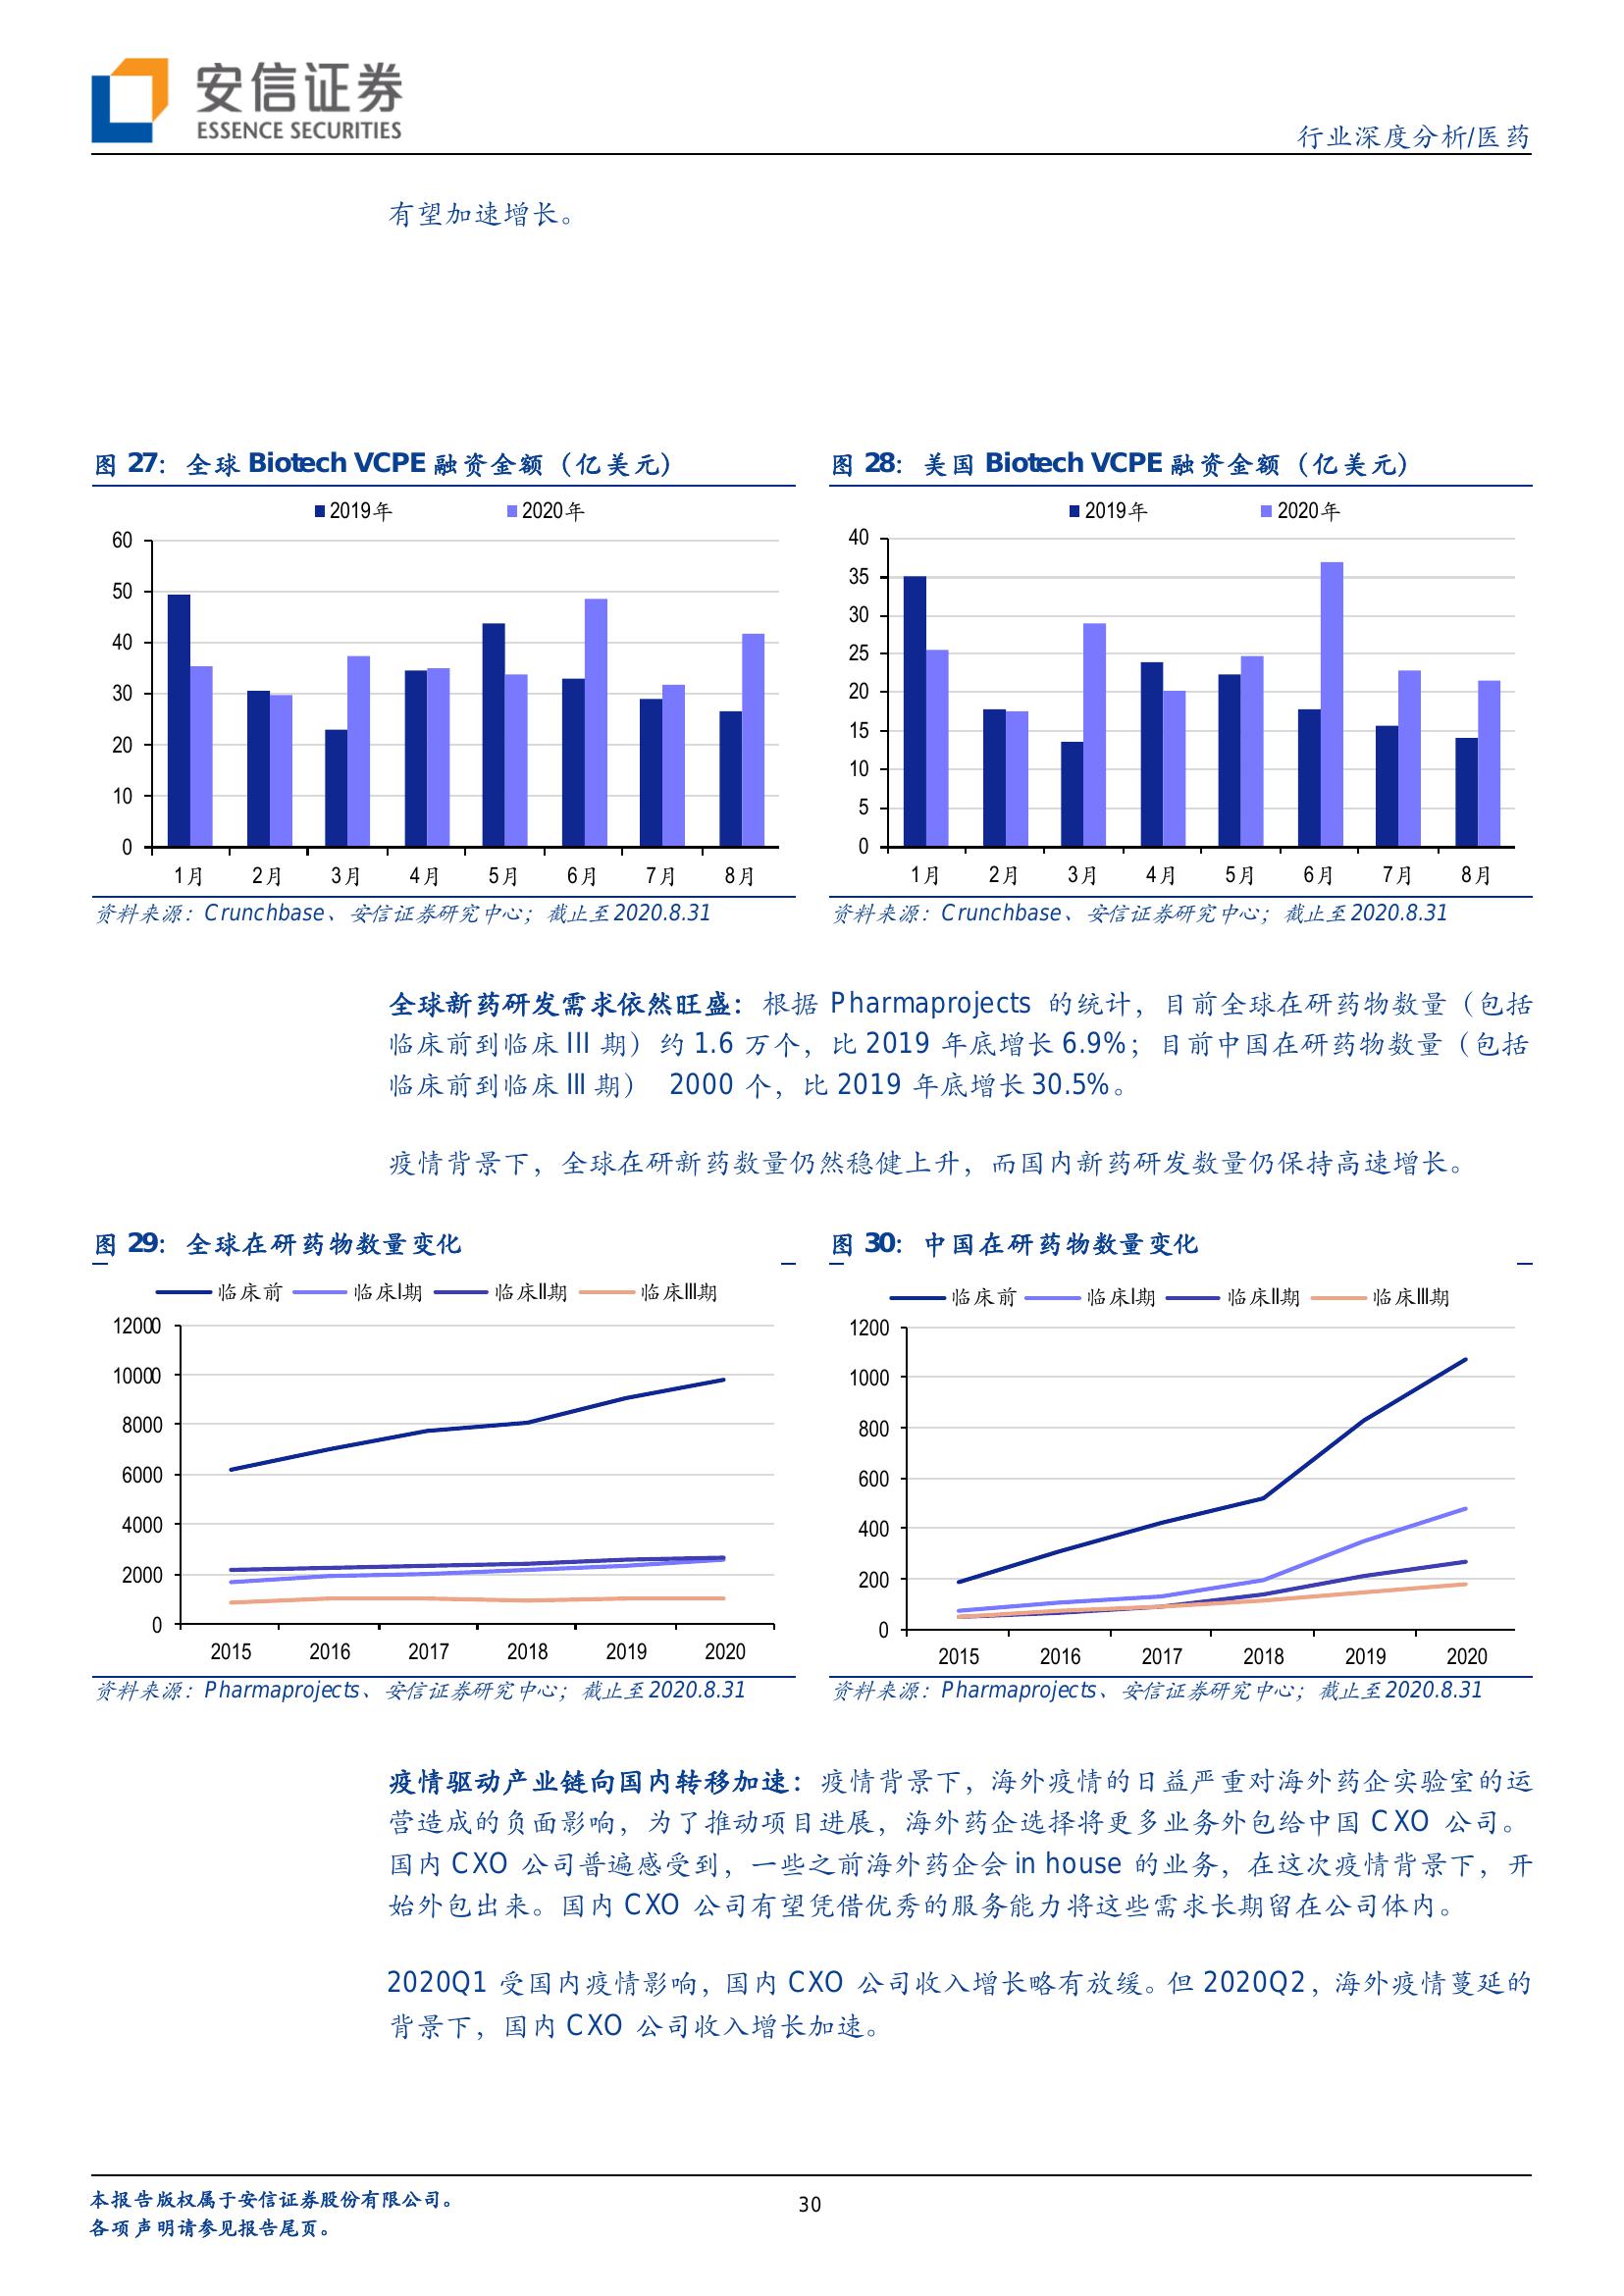 安信证券
ESSENCE SECURITIES
行业深度分析/医药
有望加速增长。
图 27：全球 Biotech VCPE 融资金额（亿美元）
2019年 2020年
60
50
40
30
20
10
0
1月 2月 3月 4月 5月 6月 7月 8月
资料来源：Crunchbase、安信证券研究中心；截止至2020.8.31
图 28：美国 Biotech VCPE 融资金额（亿美元）
2019年 2020年
40
35
30
25
20
15
10
5
0
1月 2月 3月 4月 5月 6月 7月 8月
资料来源：Crunchbase、安信证券研究中心；截止至2020.8.31
全球新药研发需求依然旺盛：根据 Pharmaprojects 的统计，目前全球在研药物数量（包括
临床前到临床 III 期）约 1.6 万个，比 2019 年底增长 6.9%；目前中国在研药物数量（包括
临床前到临床 III 期） 2000 个，比 2019 年底增长 30.5%。
疫情背景下，全球在研新药数量仍然稳健上升，而国内新药研发数量仍保持高速增长。
图 29：全球在研药物数量变化
临床前 临床I期 临床II期 临床III期
12000
10000
8000
6000
4000
2000
0
2015 2016 2017 2018 2019 2020
资料来源：Pharmaprojects、安信证券研究中心；截止至2020.8.31
图 30：中国在研药物数量变化
临床前 临床I期 临床II期 临床III期
1200
1000
800
600
400
200
0
2015 2016 2017 2018 2019 2020
资料来源：Pharmaprojects、安信证券研究中心；截止至2020.8.31
疫情驱动产业链向国内转移加速：疫情背景下，海外疫情的日益严重对海外药企实验室的运
营造成的负面影响，为了推动项目进展，海外药企选择将更多业务外包给中国 CXO 公司。
国内 CXO 公司普遍感受到，一些之前海外药企会 in house 的业务，在这次疫情背景下，开
始外包出来。国内 CXO 公司有望凭借优秀的服务能力将这些需求长期留在公司体内。
2020Q1 受国内疫情影响，国内 CXO 公司收入增长略有放缓。但 2020Q2，海外疫情蔓延的
背景下，国内 CXO 公司收入增长加速。
本报告版权属于安信证券股份有限公司。
各项声明请参见报告尾页。
30